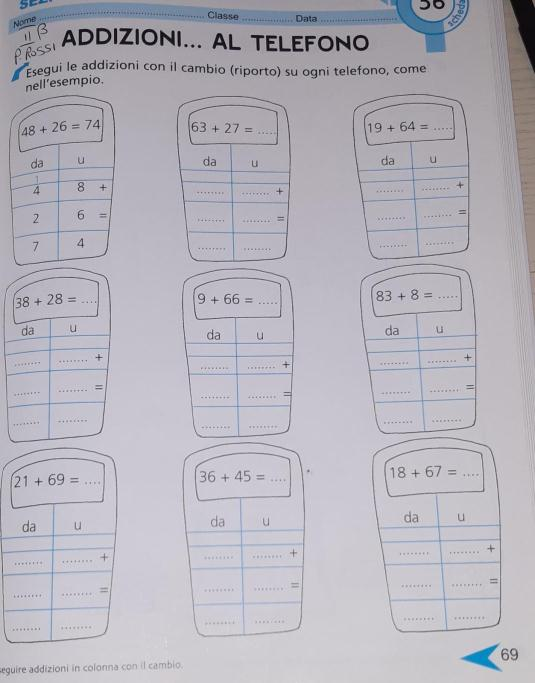 56
scheda
Nome ........ Classe ........ Data ........
II B
P. ROSSI
ADDIZIONI... AL TELEFONO
Esegui le addizioni con il cambio (riporto) su ogni telefono, come
nell'esempio.
48 + 26 = 74
da u
1
4 8 +
2 6 =
7 4
63 + 27 = .....
da u
........ ........ +
........ ........ =
........ ........
19 + 64 = .....
da u
........ ........ +
........ ........ =
........ ........
38 + 28 = ....
da u
........ ........ +
........ ........ =
........ ........
9 + 66 = .....
da u
........ ........ +
........ ........ =
........ ........
83 + 8 = .....
da u
........ ........ +
........ ........ =
........ ........
21 + 69 = ....
da u
........ ........ +
........ ........ =
........ ........
36 + 45 = ....
da u
........ ........ +
........ ........ =
........ ........
18 + 67 = ....
da u
........ ........ +
........ ........ =
........ ........
eguire addizioni in colonna con il cambio.
69